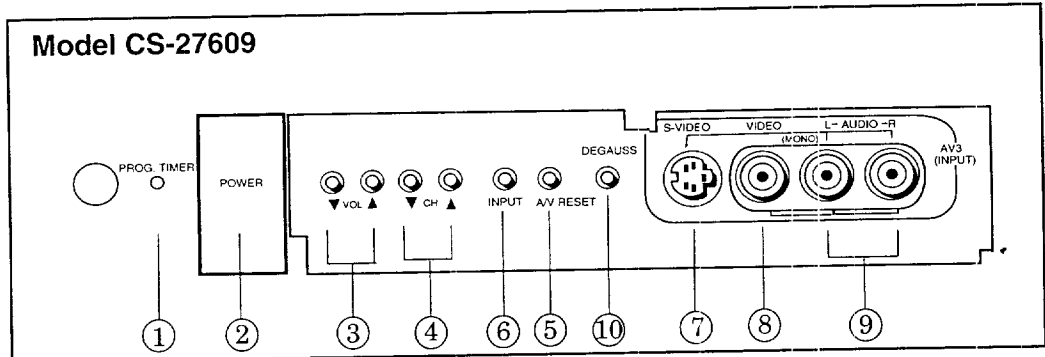 Model CS-27609
S-VIDEO VIDEO L- AUDIO -R
(MONO)
DEGAUSS
AV3
(INPUT)
PROG. TIMER
POWER
▼ VOL ▲ ▼ CH ▲ INPUT A/V RESET
① ② ③ ④ ⑥ ⑤ ⑩ ⑦ ⑧ ⑨